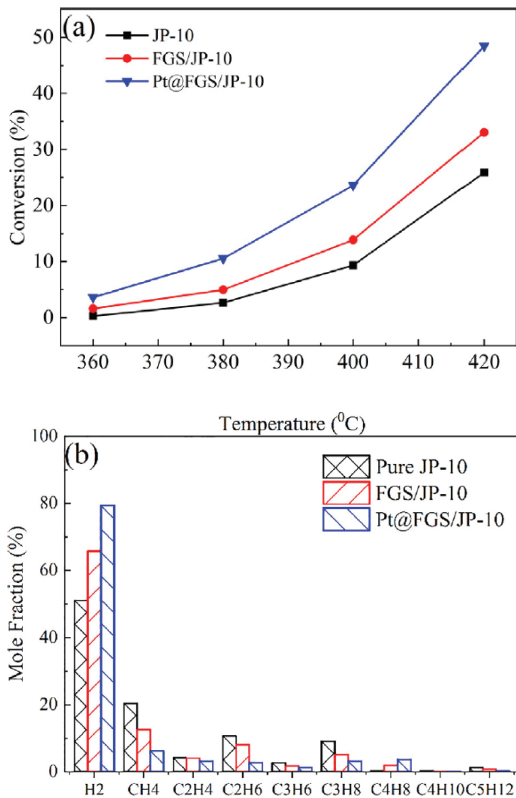 (a)
JP-10
FGS/JP-10
Pt@FGS/JP-10
Conversion (%)
50
40
30
20
10
0
360 370 380 390 400 410 420
Temperature (⁰C)
(b)
Pure JP-10
FGS/JP-10
Pt@FGS/JP-10
Mole Fraction (%)
100
80
60
40
20
0
H2 CH4 C2H4 C2H6 C3H6 C3H8 C4H8 C4H10 C5H12